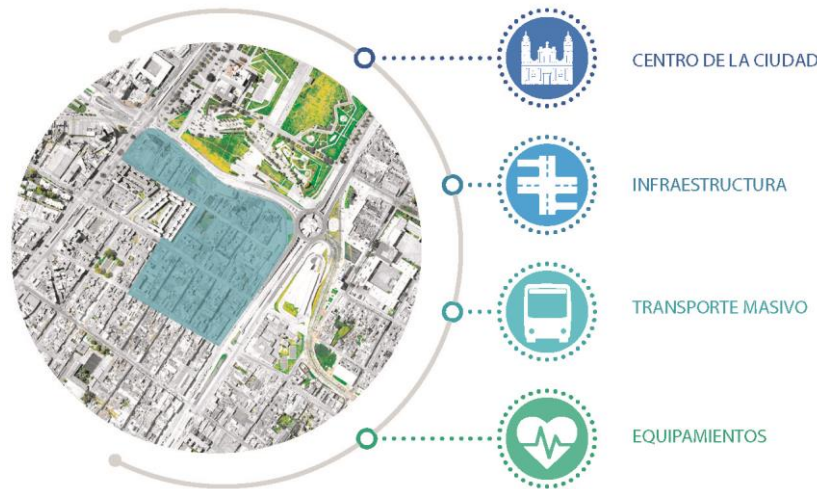 CENTRO DE LA CIUDAD
INFRAESTRUCTURA
TRANSPORTE MASIVO
EQUIPAMIENTOS